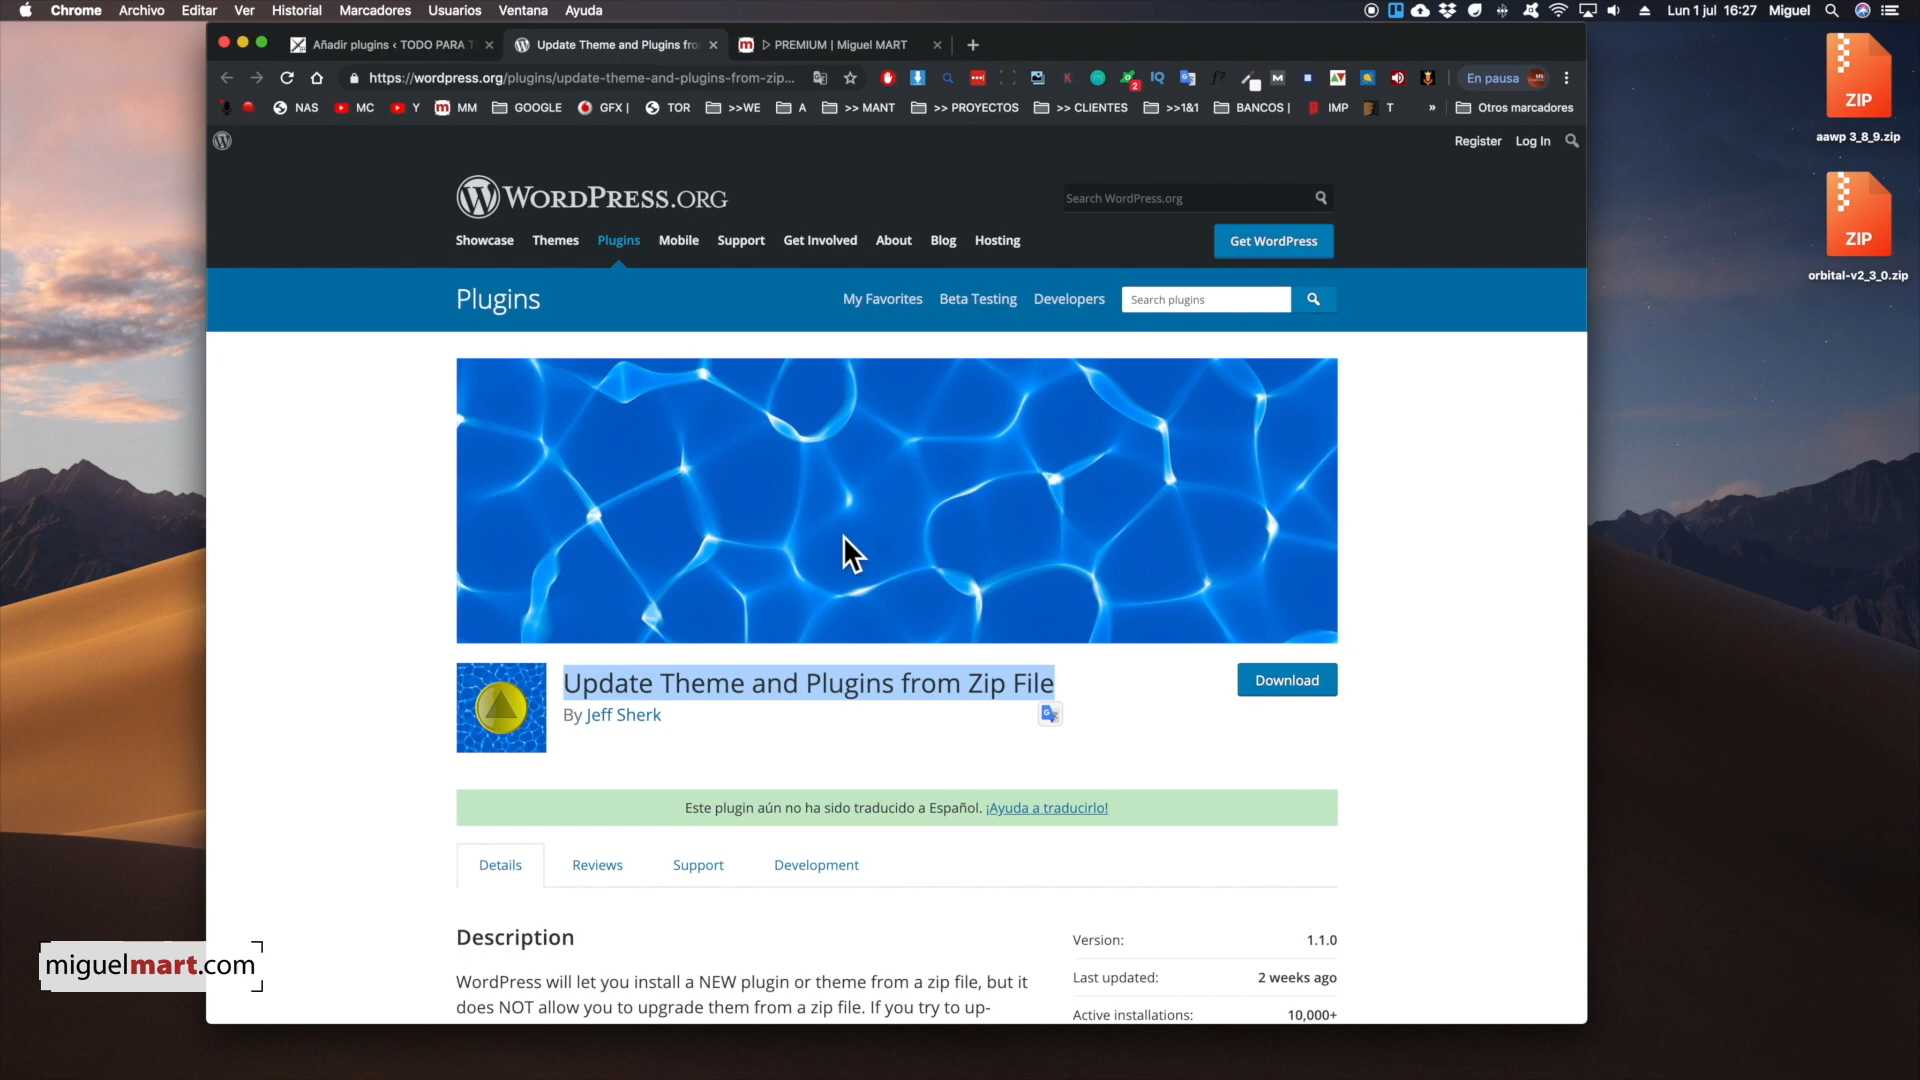 Chrome Archivo Editar Ver Historial Marcadores Usuarios Ventana Ayuda
Lun 1 jul 16:27 Miguel
Añadir plugins ‹ TODO PARA T
Update Theme and Plugins fro
PREMIUM | Miguel MART
https://wordpress.org/plugins/update-theme-and-plugins-from-zip...
En pausa
NAS MC Y MM GOOGLE GFX | TOR >>WE A >> MANT >> PROYECTOS >> CLIENTES >>1&1 BANCOS | IMP T » Otros marcadores
Register Log In
WORDPRESS.ORG
Search WordPress.org
Showcase Themes Plugins Mobile Support Get Involved About Blog Hosting
Get WordPress
Plugins
My Favorites Beta Testing Developers
Search plugins
Update Theme and Plugins from Zip File
Download
By Jeff Sherk
Este plugin aún no ha sido traducido a Español. ¡Ayuda a traducirlo!
Details Reviews Support Development
Description
WordPress will let you install a NEW plugin or theme from a zip file, but it
does NOT allow you to upgrade them from a zip file. If you try to up-
Version: 1.1.0
Last updated: 2 weeks ago
Active installations: 10,000+
ZIP
aawp 3_8_9.zip
ZIP
orbital-v2_3_0.zip
miguelmart.com